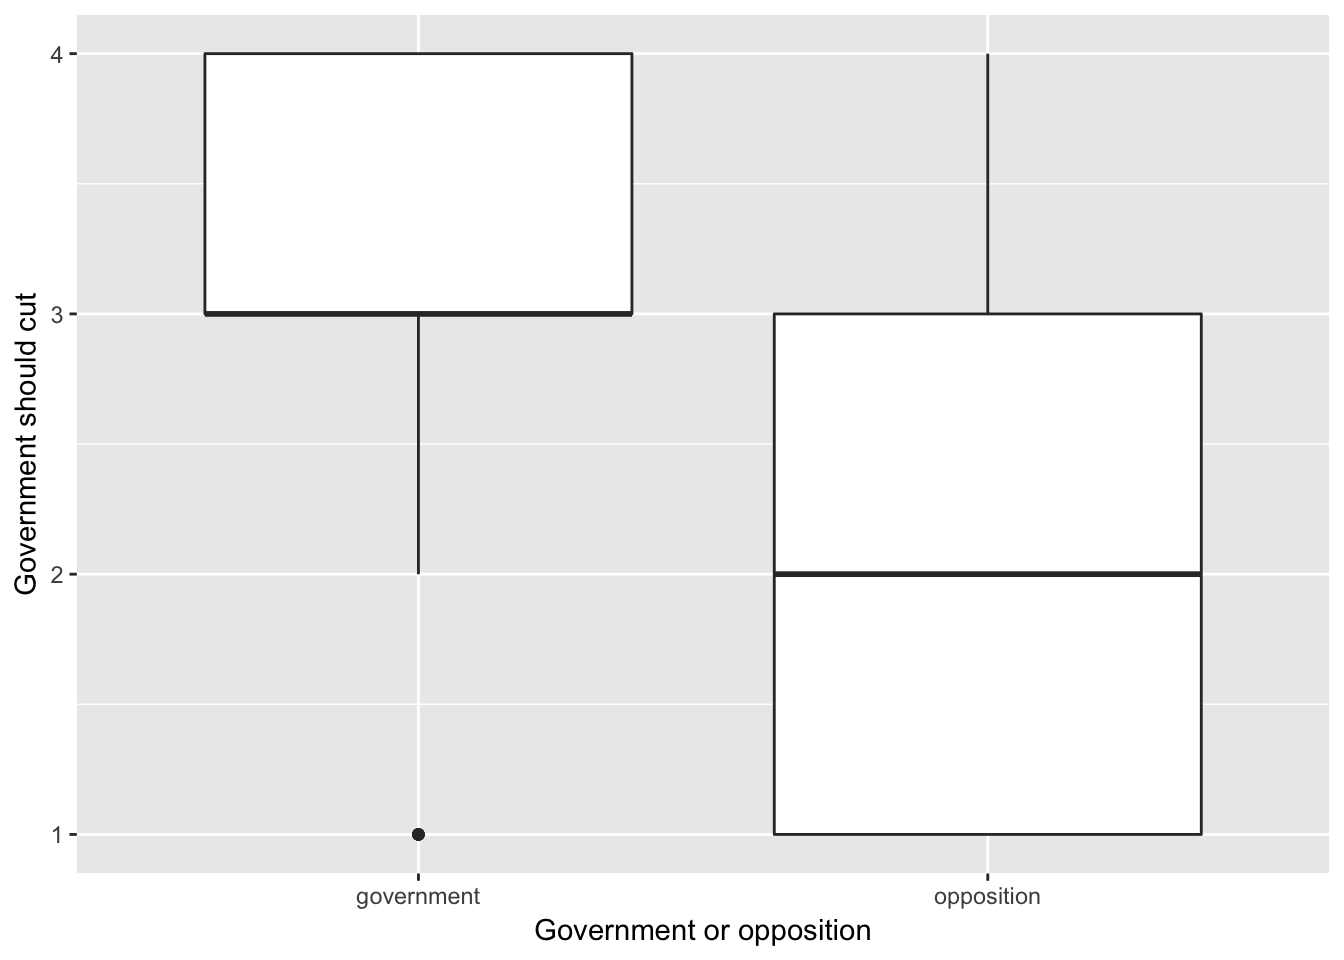 Government should cut
4
3
2
1
government
opposition
Government or opposition